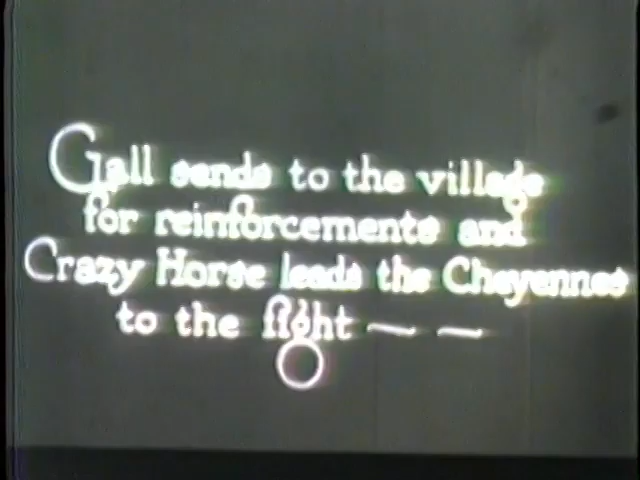 Gall sends to the village
for reinforcements and
Crazy Horse leads the Cheyennes
to the fight ~ ~